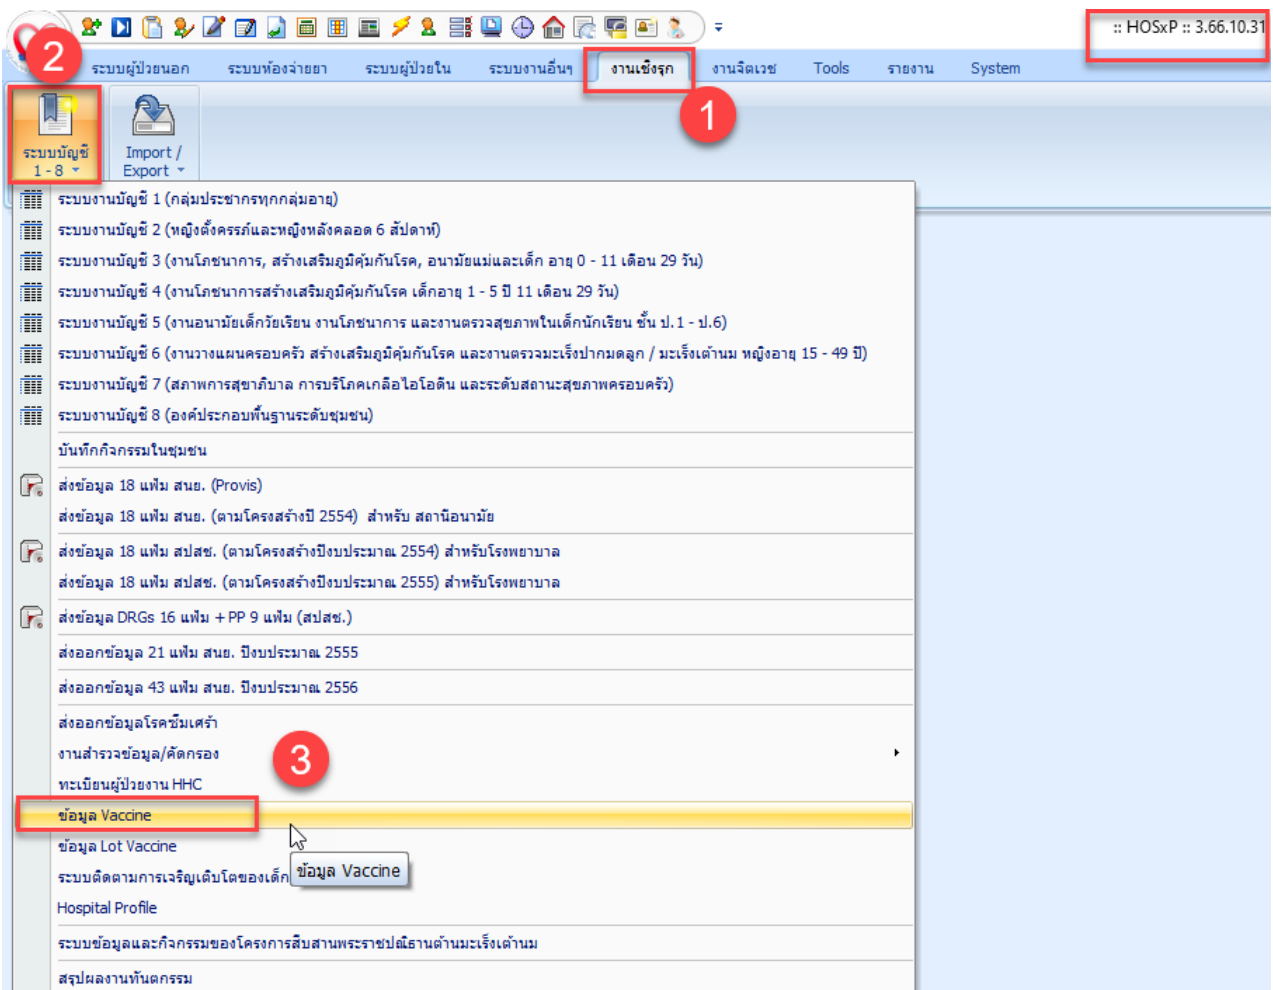 :: HOSxP :: 3.66.10.31
2
ระบบผู้ป่วยนอก ระบบห้องจ่ายยา ระบบผู้ป่วยใน ระบบงานอื่นๆ งานเชิงรุก งานจิตเวช Tools รายงาน System
1
ระบบบัญชี
1 - 8
Import /
Export
ระบบงานบัญชี 1 (กลุ่มประชากรทุกกลุ่มอายุ)
ระบบงานบัญชี 2 (หญิงตั้งครรภ์และหญิงหลังคลอด 6 สัปดาห์)
ระบบงานบัญชี 3 (งานโภชนาการ, สร้างเสริมภูมิคุ้มกันโรค, อนามัยแม่และเด็ก อายุ 0 - 11 เดือน 29 วัน)
ระบบงานบัญชี 4 (งานโภชนาการสร้างเสริมภูมิคุ้มกันโรค เด็กอายุ 1 - 5 ปี 11 เดือน 29 วัน)
ระบบงานบัญชี 5 (งานอนามัยเด็กวัยเรียน งานโภชนาการ และงานตรวจสุขภาพในเด็กนักเรียน ชั้น ป.1 - ป.6)
ระบบงานบัญชี 6 (งานวางแผนครอบครัว สร้างเสริมภูมิคุ้มกันโรค และงานตรวจมะเร็งปากมดลูก / มะเร็งเต้านม หญิงอายุ 15 - 49 ปี)
ระบบงานบัญชี 7 (สภาพการสุขาภิบาล การบริโภคเกลือไอโอดีน และระดับสถานะสุขภาพครอบครัว)
ระบบงานบัญชี 8 (องค์ประกอบพื้นฐานระดับชุมชน)
บันทึกกิจกรรมในชุมชน
ส่งข้อมูล 18 แฟ้ม สนย. (Provis)
ส่งข้อมูล 18 แฟ้ม สนย. (ตามโครงสร้างปี 2554) สำหรับ สถานีอนามัย
ส่งข้อมูล 18 แฟ้ม สปสช. (ตามโครงสร้างปีงบประมาณ 2554) สำหรับโรงพยาบาล
ส่งข้อมูล 18 แฟ้ม สปสช. (ตามโครงสร้างปีงบประมาณ 2555) สำหรับโรงพยาบาล
ส่งข้อมูล DRGs 16 แฟ้ม + PP 9 แฟ้ม (สปสช.)
ส่งออกข้อมูล 21 แฟ้ม สนย. ปีงบประมาณ 2555
ส่งออกข้อมูล 43 แฟ้ม สนย. ปีงบประมาณ 2556
ส่งออกข้อมูลโรคซึมเศร้า
งานสำรวจข้อมูล/คัดกรอง
3
ทะเบียนผู้ป่วยงาน HHC
ข้อมูล Vaccine
ข้อมูล Lot Vaccine
ระบบติดตามการเจริญเติบโตของเด็ก
ข้อมูล Vaccine
Hospital Profile
ระบบข้อมูลและกิจกรรมของโครงการสืบสานพระราชปณิธานต้านมะเร็งเต้านม
สรุปผลงานทันตกรรม